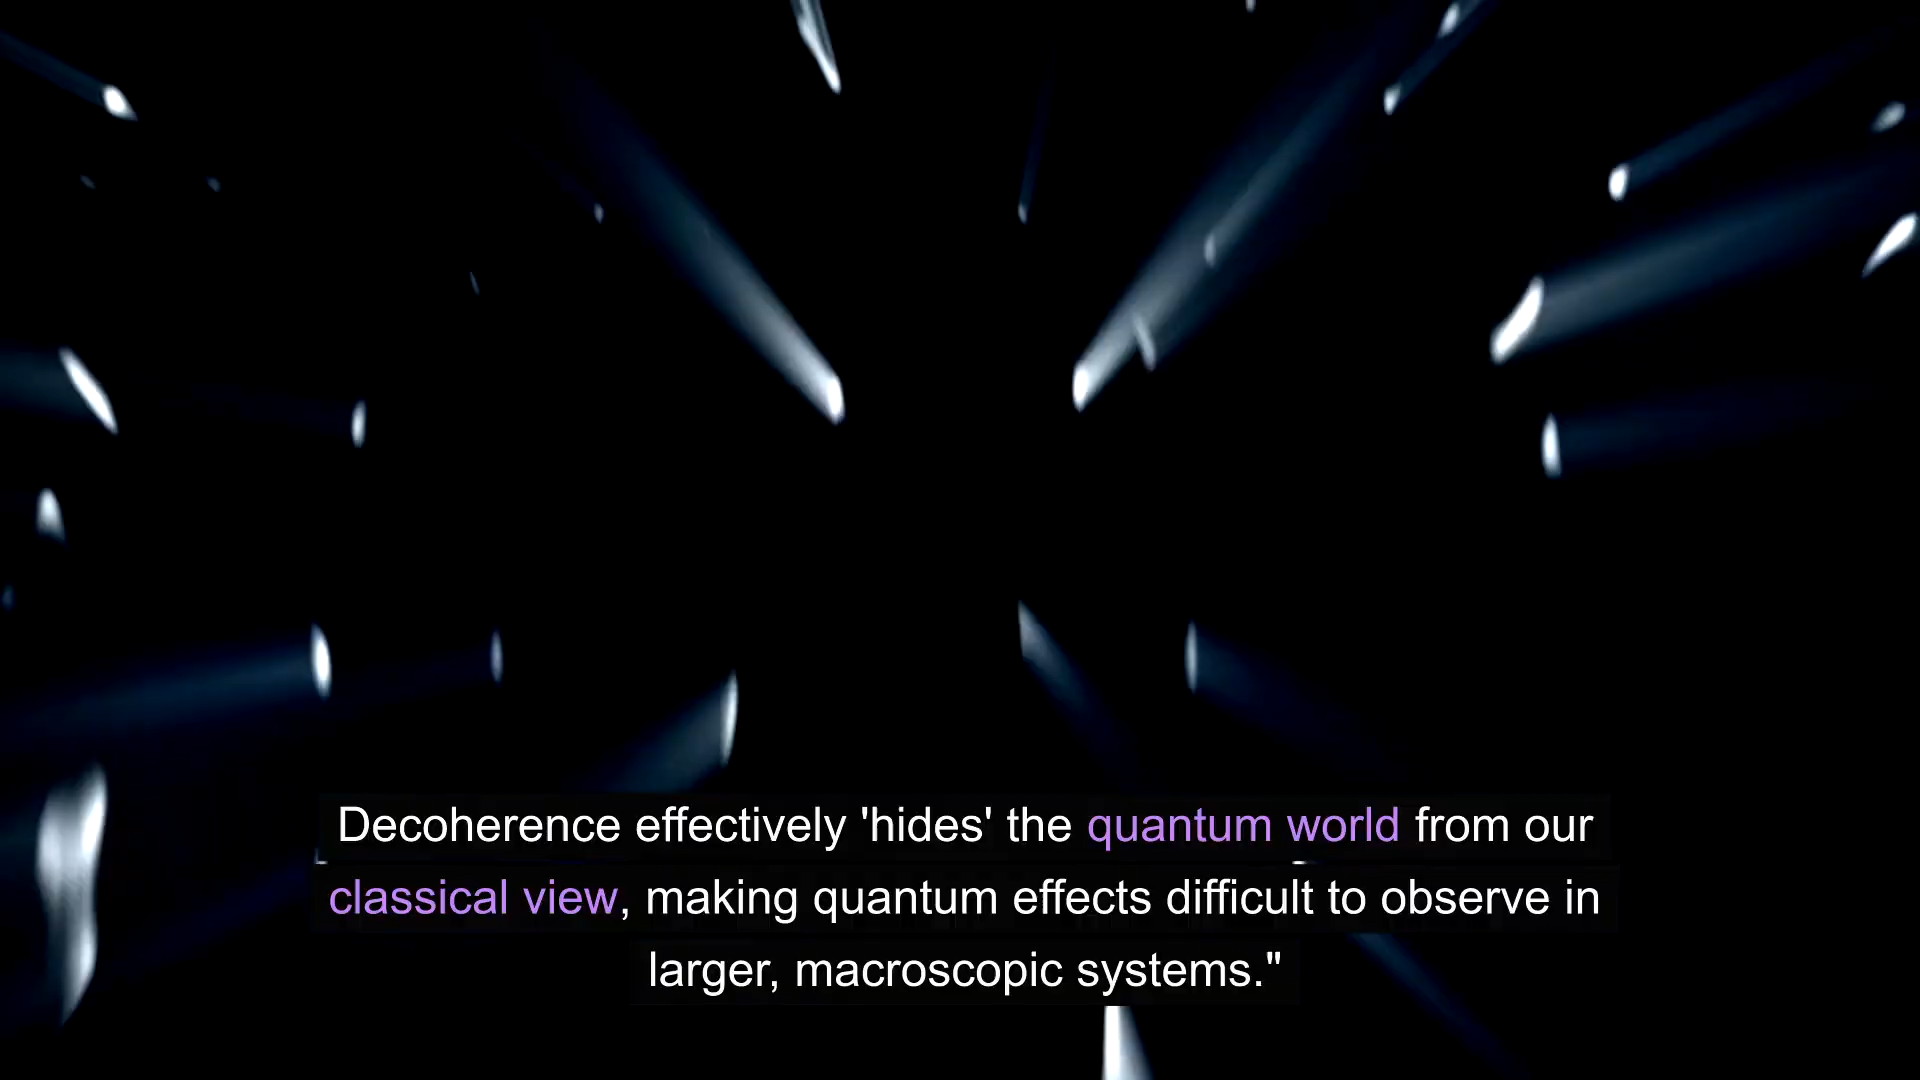 Decoherence effectively 'hides' the quantum world from our
classical view, making quantum effects difficult to observe in
larger, macroscopic systems."